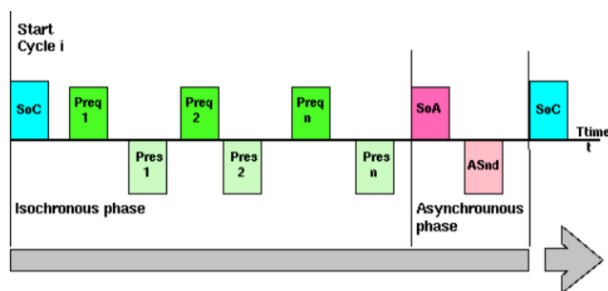 Start
Cycle i
SoC
Preq
1
Preq
2
Preq
n
SoA
SoC
Ttime
t
Pres
1
Pres
2
Pres
n
ASnd
Isochronous phase
Asynchrounous
phase